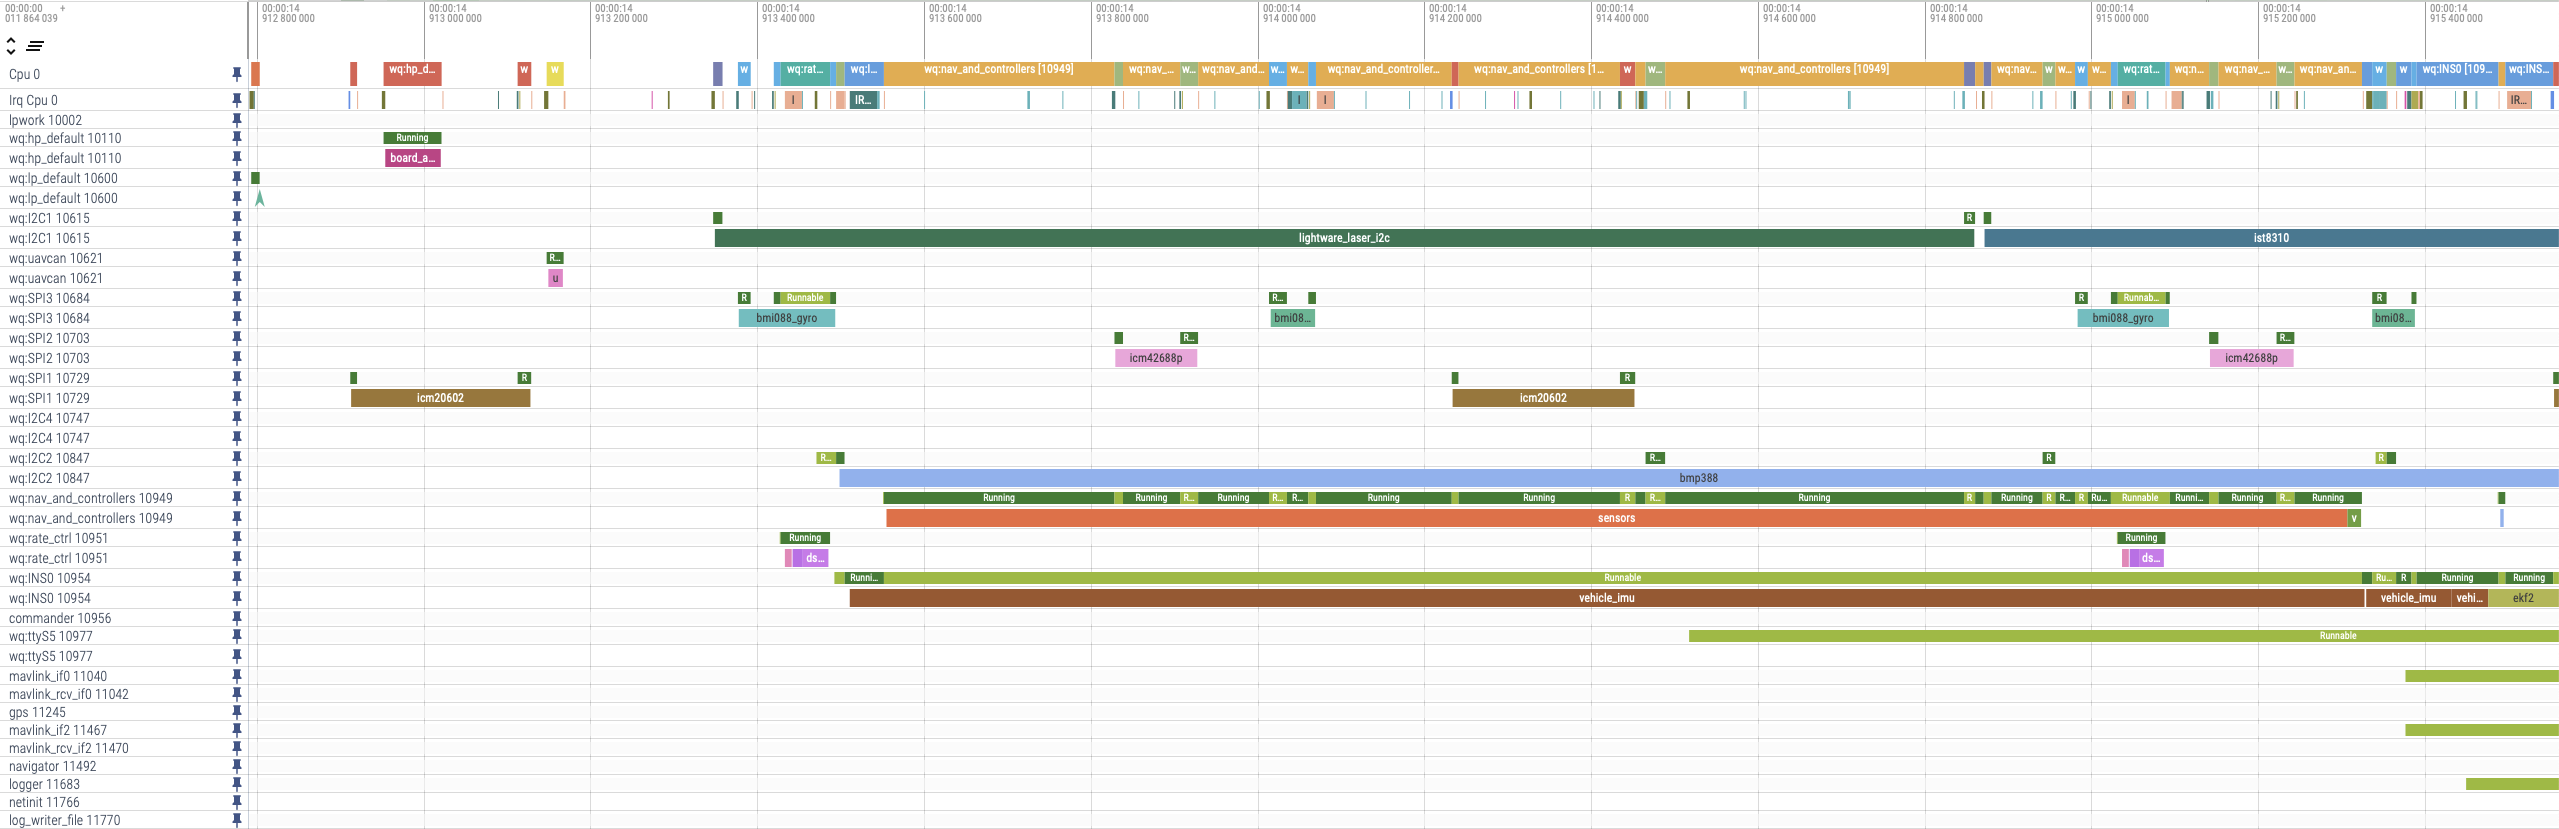 00:00:00 +
011 864 039
00:00:14
912 800 000
00:00:14
913 000 000
00:00:14
913 200 000
00:00:14
913 400 000
00:00:14
913 600 000
00:00:14
913 800 000
00:00:14
914 000 000
00:00:14
914 200 000
00:00:14
914 400 000
00:00:14
914 600 000
00:00:14
914 800 000
00:00:14
915 000 000
00:00:14
915 200 000
00:00:14
915 400 000
Cpu 0
wq:hp_d... w w w wq:rat... wq:I... wq:nav_and_controllers [10949] wq:nav_... w... wq:nav_and... w... w... wq:nav_and_controller... wq:nav_and_controllers [1... w w... wq:nav_and_controllers [10949] wq:nav... w w... w w... wq:rat... wq:n... wq:nav_... w... wq:nav_an... w w wq:INS0 [109... wq:INS...
Irq Cpu 0
I IR... I I I IR...
lpwork 10002
wq:hp_default 10110
Running
wq:hp_default 10110
board_a...
wq:lp_default 10600
wq:lp_default 10600
wq:I2C1 10615
R
wq:I2C1 10615
lightware_laser_i2c ist8310
wq:uavcan 10621
R...
wq:uavcan 10621
u
wq:SPI3 10684
R Runnable R... R Runnab... R
wq:SPI3 10684
bmi088_gyro bmi08... bmi088_gyro bmi08...
wq:SPI2 10703
R... R...
wq:SPI2 10703
icm42688p icm42688p
wq:SPI1 10729
R R
wq:SPI1 10729
icm20602 icm20602
wq:I2C4 10747
wq:I2C4 10747
wq:I2C2 10847
R... R... R R
wq:I2C2 10847
bmp388
wq:nav_and_controllers 10949
Running Running R... Running R... R... Running Running R R... Running R Running R R... R Ru... Runnable Runni... Running R... Running
wq:nav_and_controllers 10949
sensors v
wq:rate_ctrl 10951
Running Running
wq:rate_ctrl 10951
ds... ds...
wq:INS0 10954
Runni... Runnable Ru... R Running Running
wq:INS0 10954
vehicle_imu vehicle_imu vehi... ekf2
commander 10956
wq:ttyS5 10977
Runnable
wq:ttyS5 10977
mavlink_if0 11040
mavlink_rcv_if0 11042
gps 11245
mavlink_if2 11467
mavlink_rcv_if2 11470
navigator 11492
logger 11683
netinit 11766
log_writer_file 11770